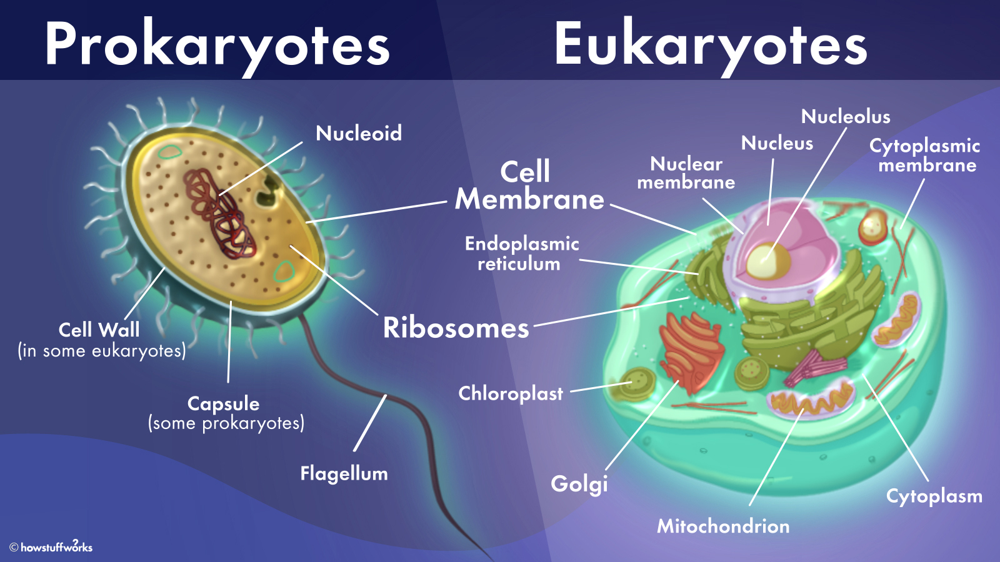 Prokaryotes
Eukaryotes
Nucleoid
Cell
Membrane
Ribosomes
Cell Wall
(in some eukaryotes)
Capsule
(some prokaryotes)
Flagellum
Nucleolus
Nucleus
Cytoplasmic
membrane
Nuclear
membrane
Endoplasmic
reticulum
Chloroplast
Golgi
Mitochondrion
Cytoplasm
© howstuffworks